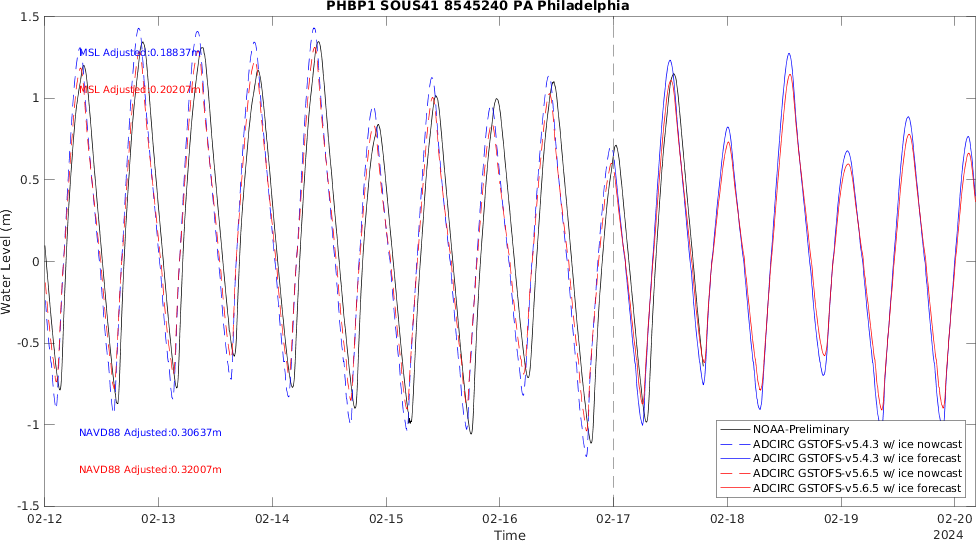 PHBP1 SOUS41 8545240 PA Philadelphia
1.5
1
0.5
0
-0.5
-1
-1.5
Water Level (m)
MSL Adjusted:0.18837m
MSL Adjusted:0.20207m
NAVD88 Adjusted:0.30637m
NAVD88 Adjusted:0.32007m
NOAA-Preliminary
ADCIRC GSTOFS-v5.4.3 w/ ice nowcast
ADCIRC GSTOFS-v5.4.3 w/ ice forecast
ADCIRC GSTOFS-v5.6.5 w/ ice nowcast
ADCIRC GSTOFS-v5.6.5 w/ ice forecast
02-12 02-13 02-14 02-15 02-16 02-17 02-18 02-19 02-20
Time
2024